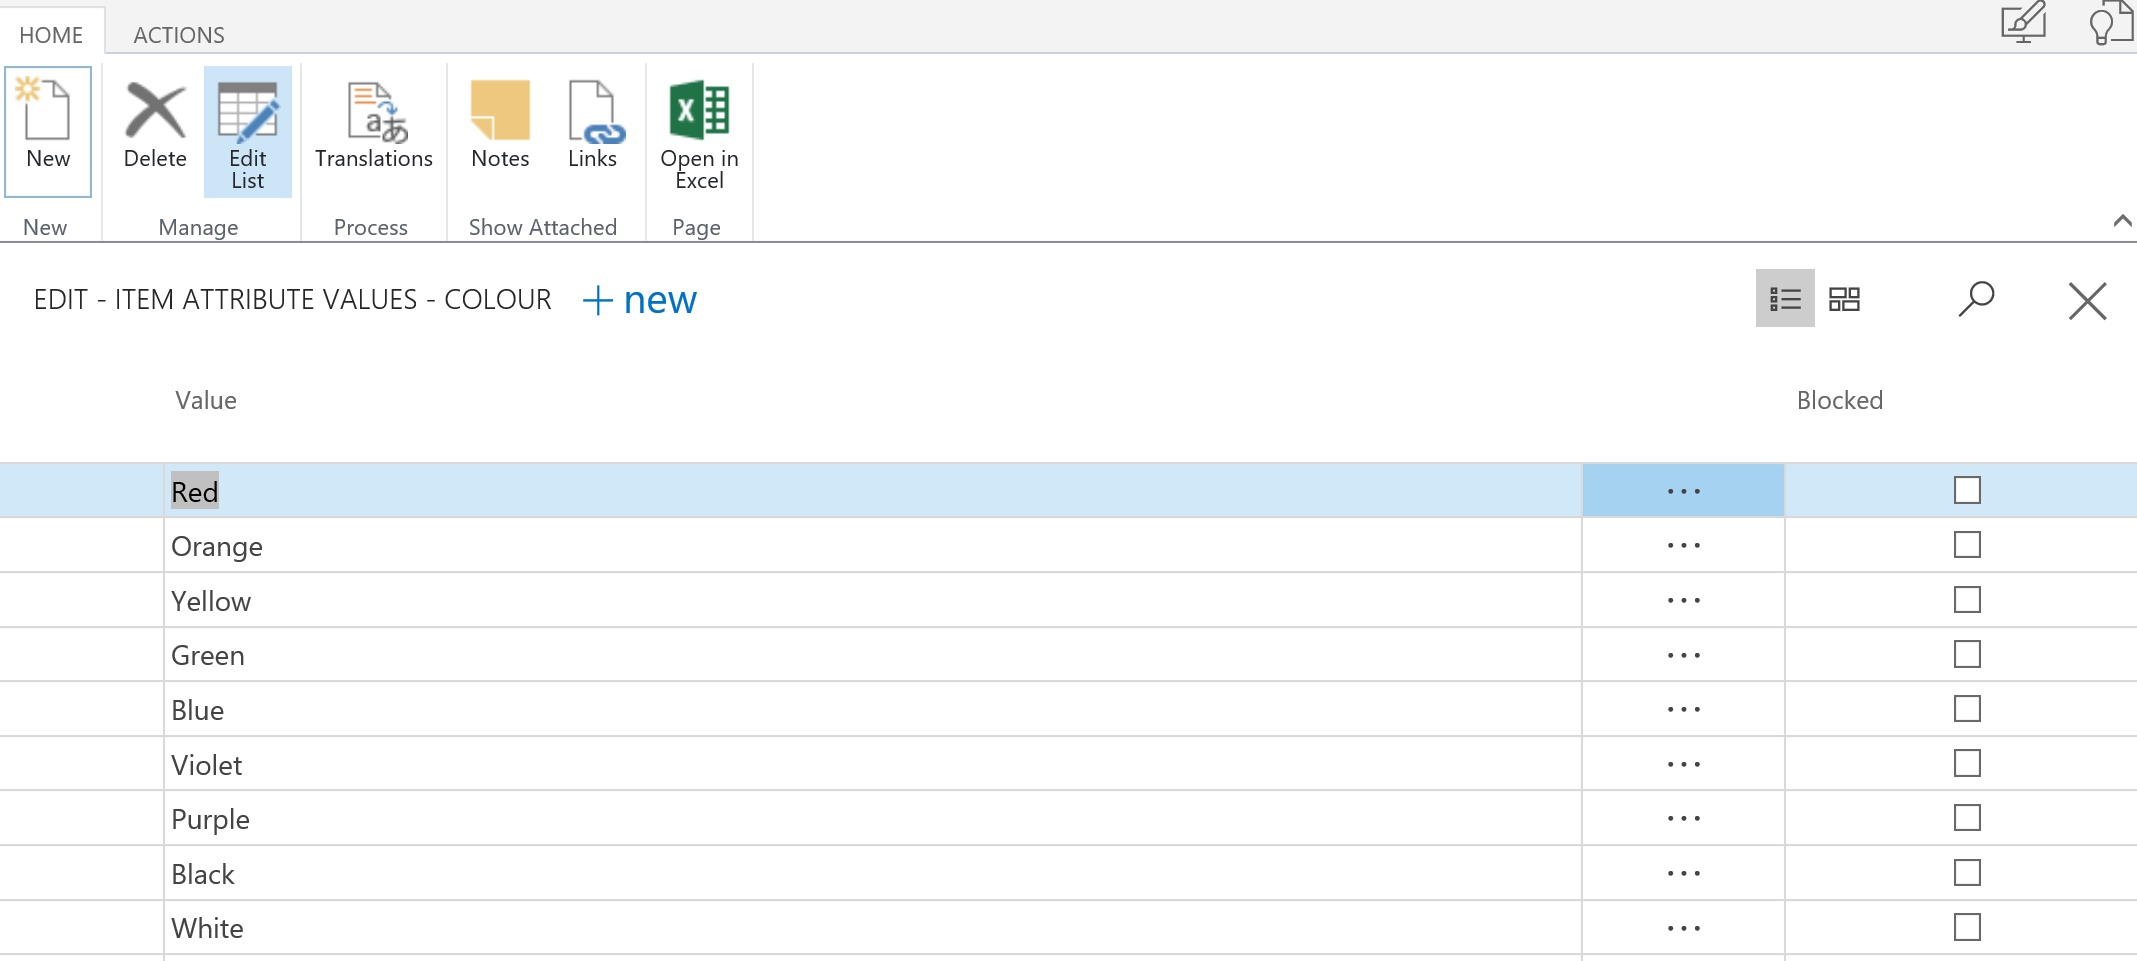 HOME ACTIONS
New Delete Edit List Translations Notes Links Open in Excel
New Manage Process Show Attached Page
EDIT - ITEM ATTRIBUTE VALUES - COLOUR + new
Value Blocked
Red ...
Orange ...
Yellow ...
Green ...
Blue ...
Violet ...
Purple ...
Black ...
White ...